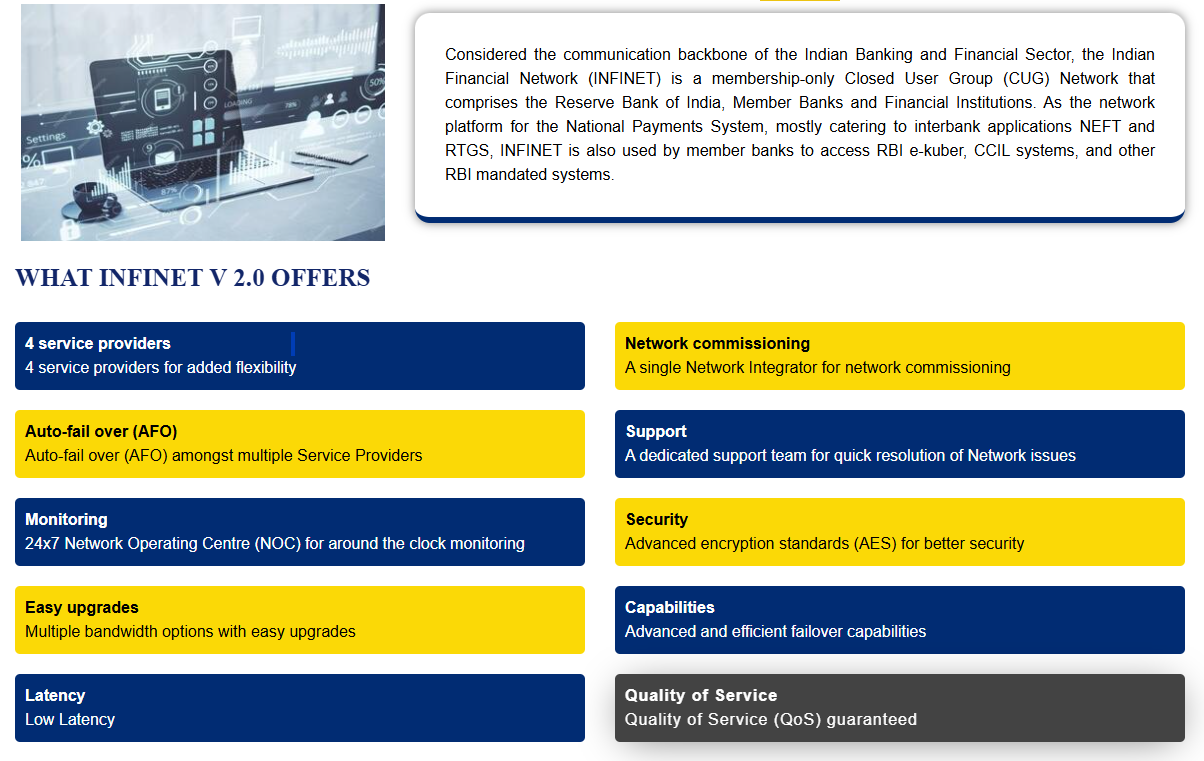 Settings
%
LOADING
78%
50%
9
87%
Considered the communication backbone of the Indian Banking and Financial Sector, the Indian
Financial Network (INFINET) is a membership-only Closed User Group (CUG) Network that
comprises the Reserve Bank of India, Member Banks and Financial Institutions. As the network
platform for the National Payments System, mostly catering to interbank applications NEFT and
RTGS, INFINET is also used by member banks to access RBI e-kuber, CCIL systems, and other
RBI mandated systems.
WHAT INFINET V 2.0 OFFERS
4 service providers
4 service providers for added flexibility
Network commissioning
A single Network Integrator for network commissioning
Auto-fail over (AFO)
Auto-fail over (AFO) amongst multiple Service Providers
Support
A dedicated support team for quick resolution of Network issues
Monitoring
24x7 Network Operating Centre (NOC) for around the clock monitoring
Security
Advanced encryption standards (AES) for better security
Easy upgrades
Multiple bandwidth options with easy upgrades
Capabilities
Advanced and efficient failover capabilities
Latency
Low Latency
Quality of Service
Quality of Service (QoS) guaranteed